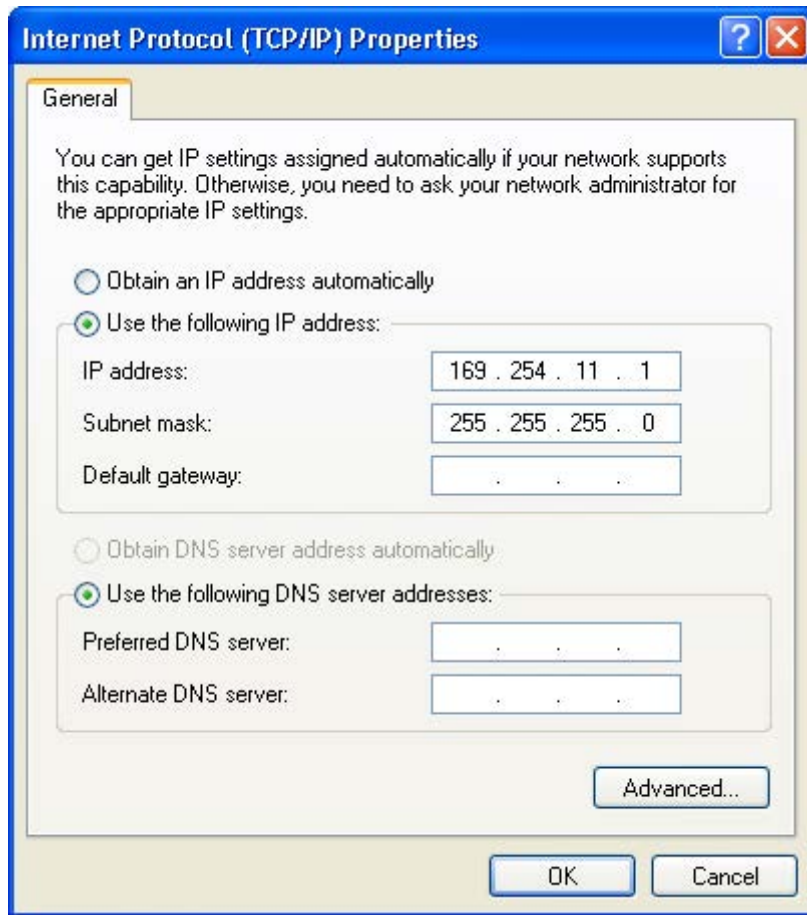 Internet Protocol (TCP/IP) Properties
General
You can get IP settings assigned automatically if your network supports
this capability. Otherwise, you need to ask your network administrator for
the appropriate IP settings.
Obtain an IP address automatically
Use the following IP address:
IP address: 169 . 254 . 11 . 1
Subnet mask: 255 . 255 . 255 . 0
Default gateway: . . .
Obtain DNS server address automatically
Use the following DNS server addresses:
Preferred DNS server: . . .
Alternate DNS server: . . .
Advanced...
OK Cancel